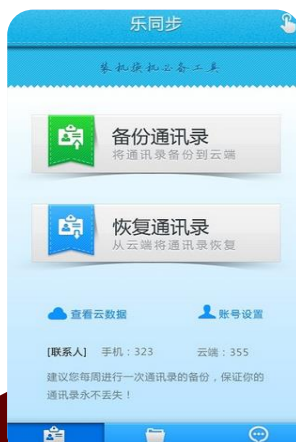 乐同步
装机换机必备工具
备份通讯录
将通讯录备份到云端
恢复通讯录
从云端将通讯录恢复
查看云数据 账号设置
[联系人] 手机：323 云端：355
建议您每周进行一次通讯录的备份，保证你的
通讯录永不丢失！